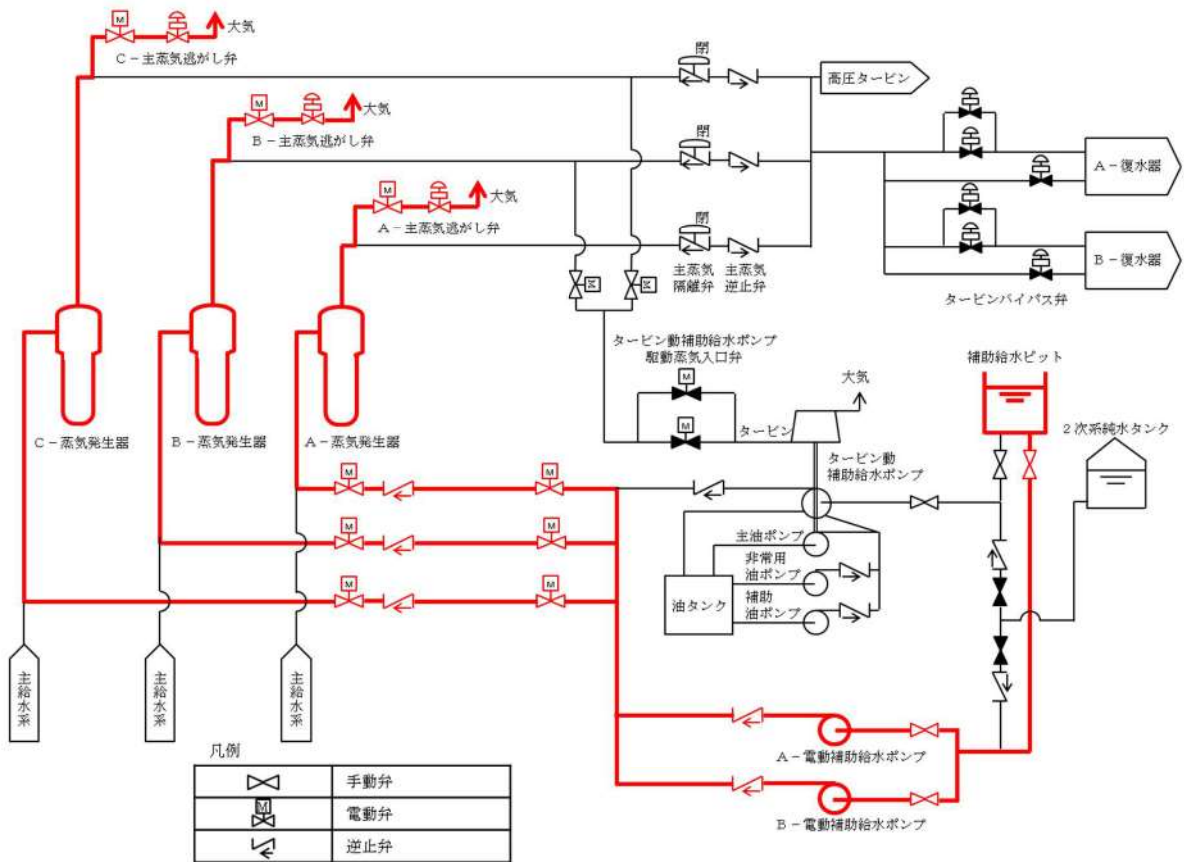 M
大気
C-主蒸気逃がし弁
閉
高圧タービン
M
大気
B-主蒸気逃がし弁
閉
A-復水器
M
大気
A-主蒸気逃がし弁
閉
B-復水器
主蒸気
隔離弁
主蒸気
逆止弁
タービンバイパス弁
M
M
タービン動補助給水ポンプ
駆動蒸気入口弁
M
大気
補助給水ピット
M
タービン
2次系純水タンク
C-蒸気発生器
B-蒸気発生器
A-蒸気発生器
タービン動
補助給水ポンプ
M
M
M
M
主油ポンプ
非常用
油ポンプ
M
M
油タンク
補助
油ポンプ
主給水系
主給水系
主給水系
A-電動補助給水ポンプ
B-電動補助給水ポンプ
凡例
手動弁
M
電動弁
逆止弁